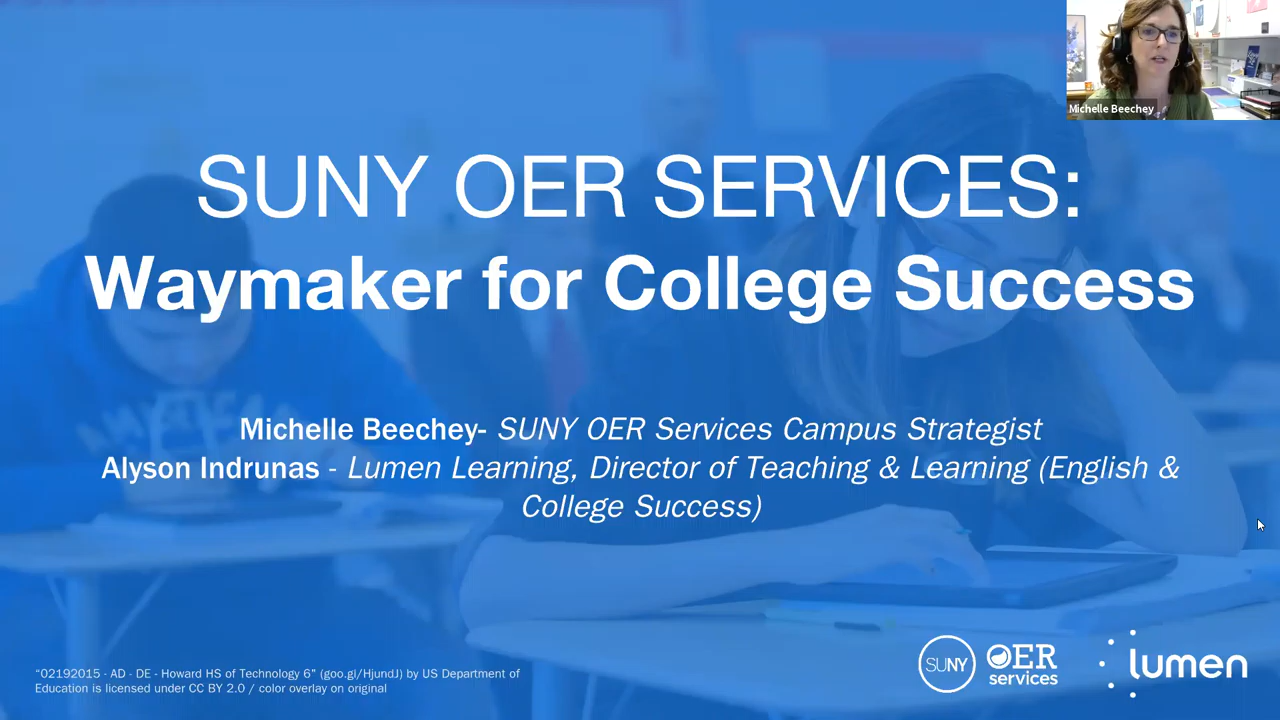 Michelle Beechey
SUNY OER SERVICES:
Waymaker for College Success
Michelle Beechey- SUNY OER Services Campus Strategist
Alyson Indrunas - Lumen Learning, Director of Teaching & Learning (English &
College Success)
“02192015 - AD - DE - Howard HS of Technology 6” (goo.gl/HjundJ) by US Department of
Education is licensed under CC BY 2.0 / color overlay on original
SUNY
OER
services
lumen